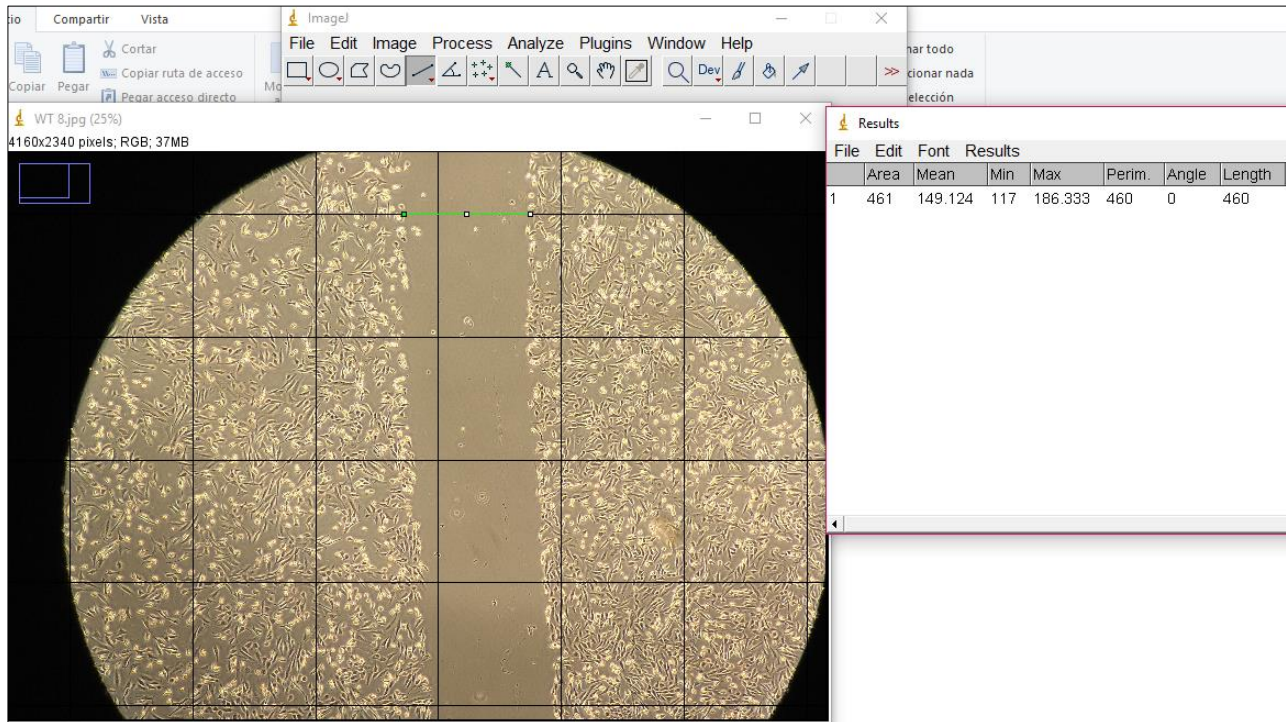 io Compartir Vista
Copiar
Pegar
Cortar
Copiar ruta de acceso
Pegar acceso directo
Mo
nar todo
cionar nada
elección
ImageJ
File Edit Image Process Analyze Plugins Window Help
A Dev >>
WT 8.jpg (25%)
4160x2340 pixels; RGB; 37MB
Results
File Edit Font Results
Area Mean Min Max Perim. Angle Length
1 461 149.124 117 186.333 460 0 460